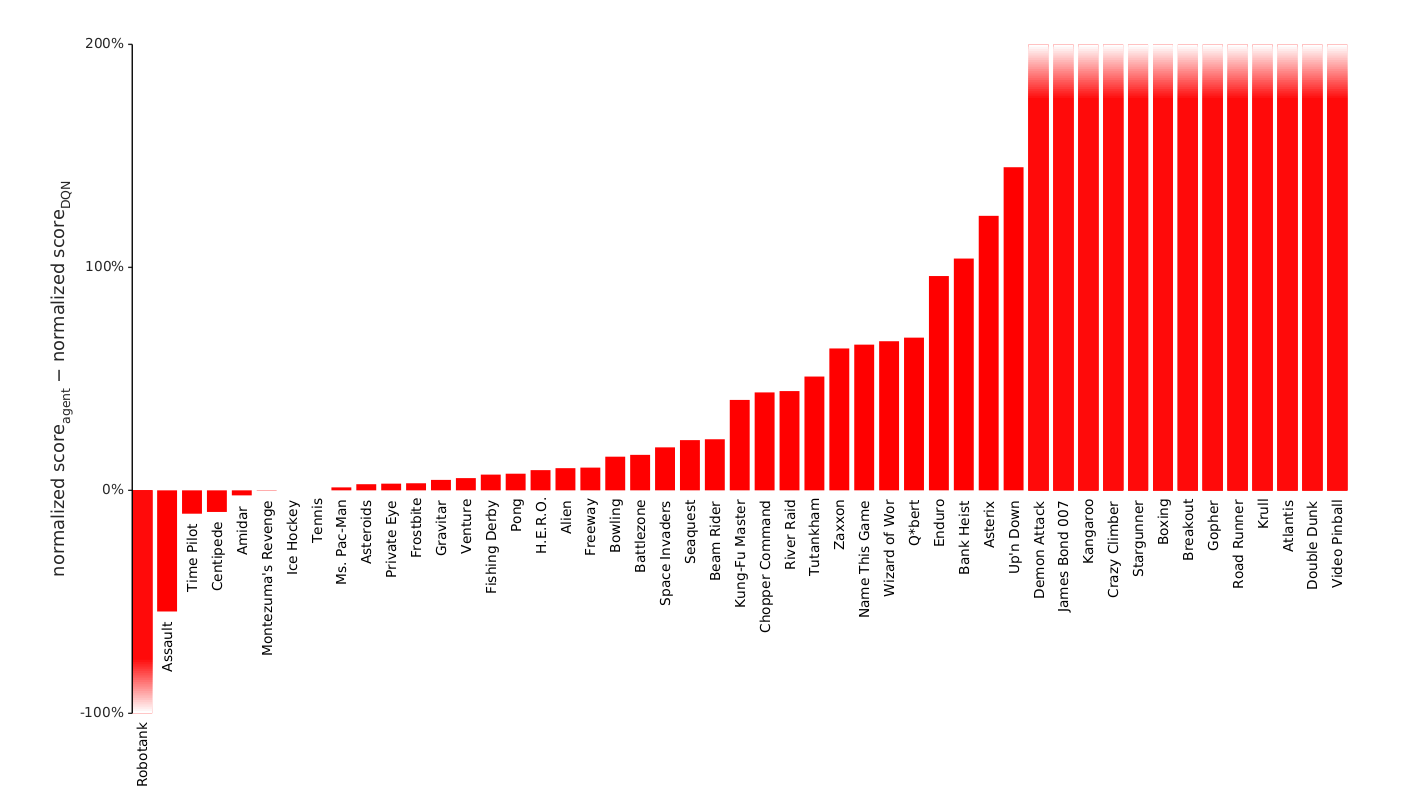 200%
100%
0%
-100%
normalized score_agent − normalized score_DQN
Robotank
Assault
Time Pilot
Centipede
Amidar
Montezuma's Revenge
Ice Hockey
Tennis
Ms. Pac-Man
Asteroids
Private Eye
Frostbite
Gravitar
Venture
Fishing Derby
Pong
H.E.R.O.
Alien
Freeway
Bowling
Battlezone
Space Invaders
Seaquest
Beam Rider
Kung-Fu Master
Chopper Command
River Raid
Tutankham
Zaxxon
Name This Game
Wizard of Wor
Q*bert
Enduro
Bank Heist
Asterix
Up'n Down
Demon Attack
James Bond 007
Kangaroo
Crazy Climber
Stargunner
Boxing
Breakout
Gopher
Road Runner
Krull
Atlantis
Double Dunk
Video Pinball